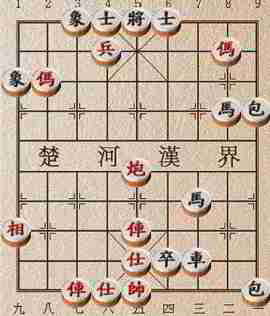 1 2 3 4 5 6 7 8 9
象 士 將 士
兵 傌
象 傌
馬 包
楚河 漢界
炮
馬
相 俥
仕 卒 車
俥 仕 帥 包
九 八 七 六 五 四 三 二 一